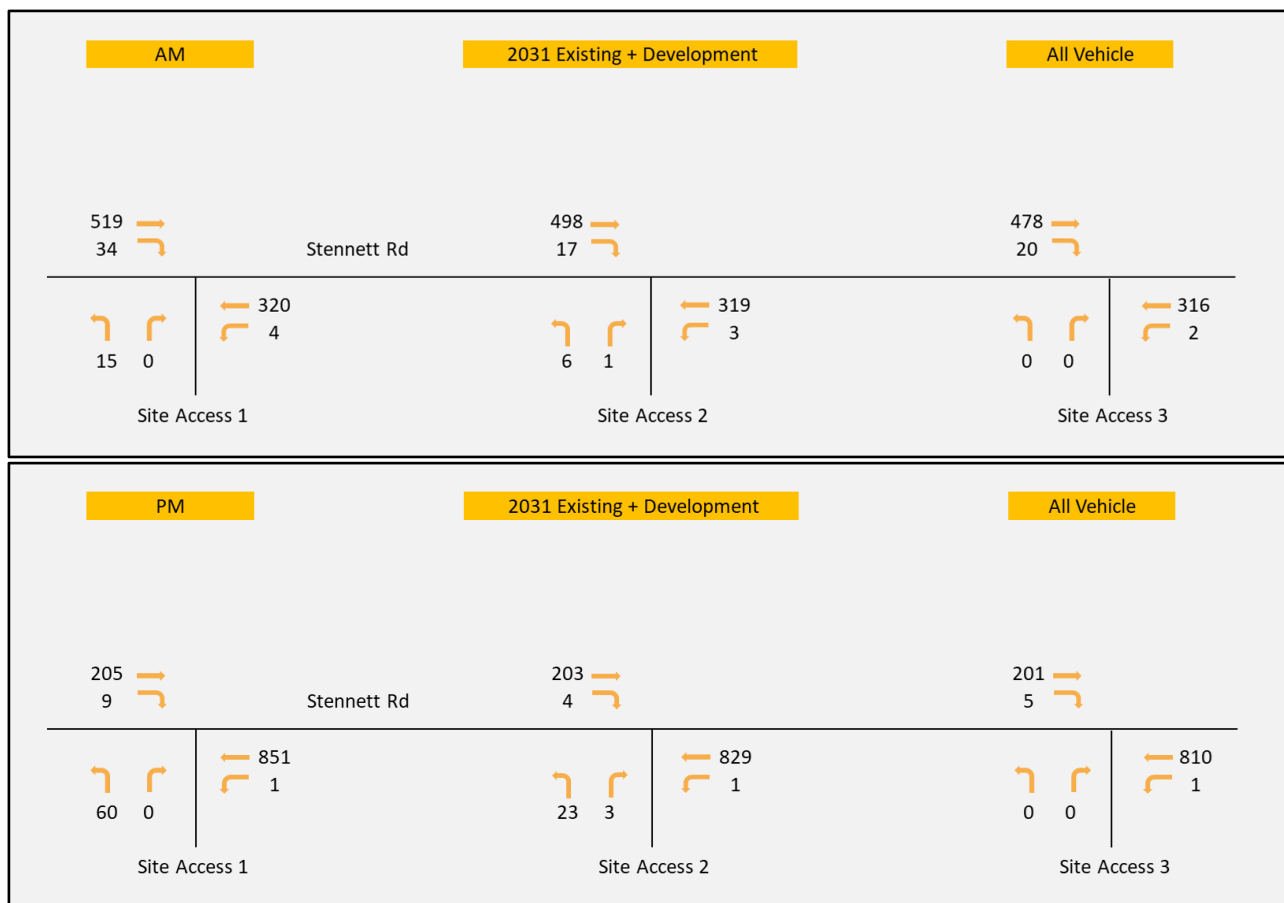 AM 2031 Existing + Development All Vehicle
519 498 478
34 Stennett Rd 17 20
320 319 316
4 3 2
15 0 6 1 0 0
Site Access 1 Site Access 2 Site Access 3
PM 2031 Existing + Development All Vehicle
205 203 201
9 Stennett Rd 4 5
851 829 810
1 1 1
60 0 23 3 0 0
Site Access 1 Site Access 2 Site Access 3